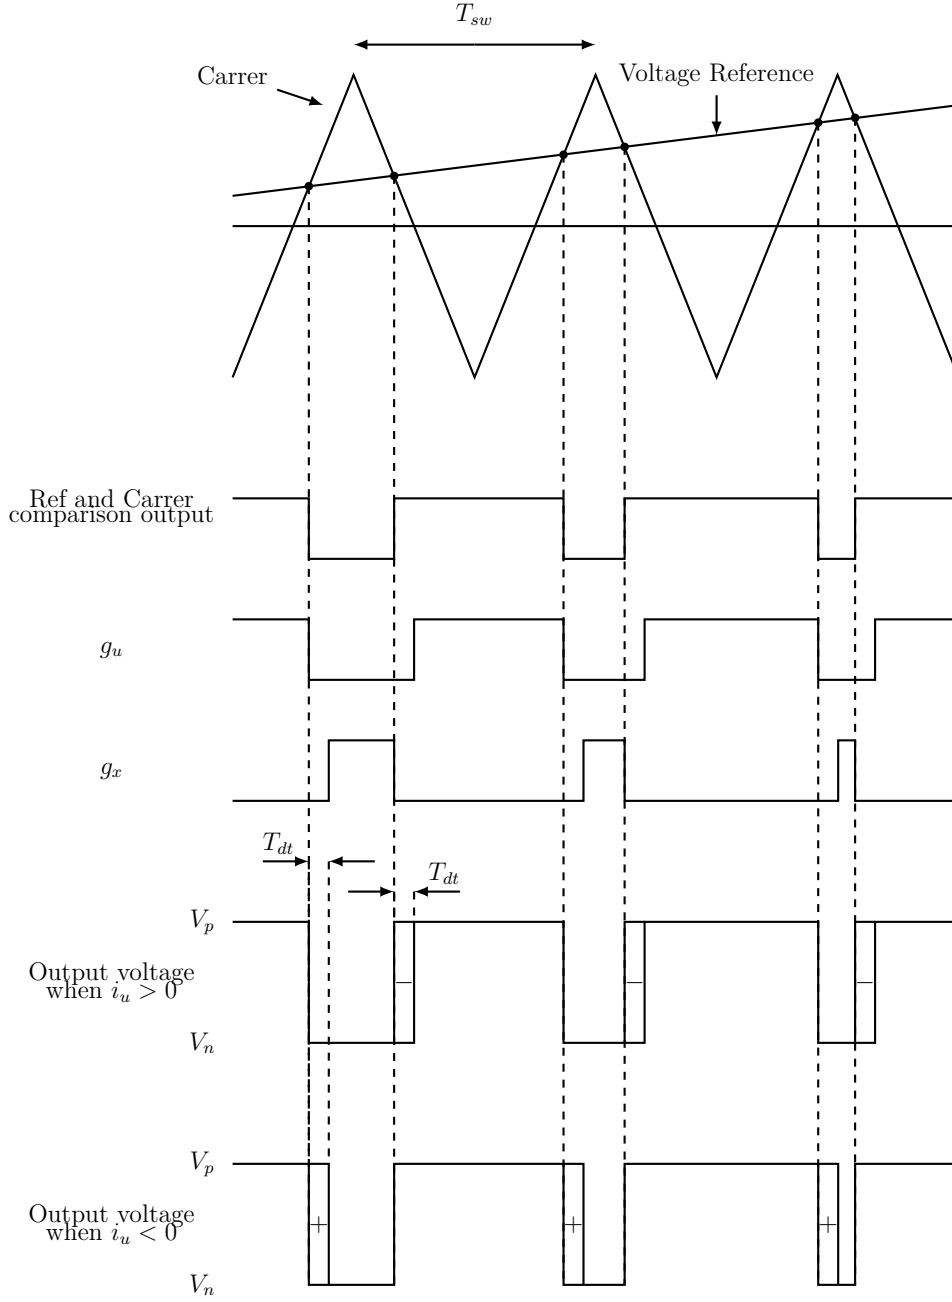 T_sw
Carrer
Voltage Reference
Ref and Carrer
comparison output
g_u
g_x
T_dt
T_dt
V_p
Output voltage
when i_u > 0
− − −
V_n
V_p
Output voltage
when i_u < 0
+ + +
V_n